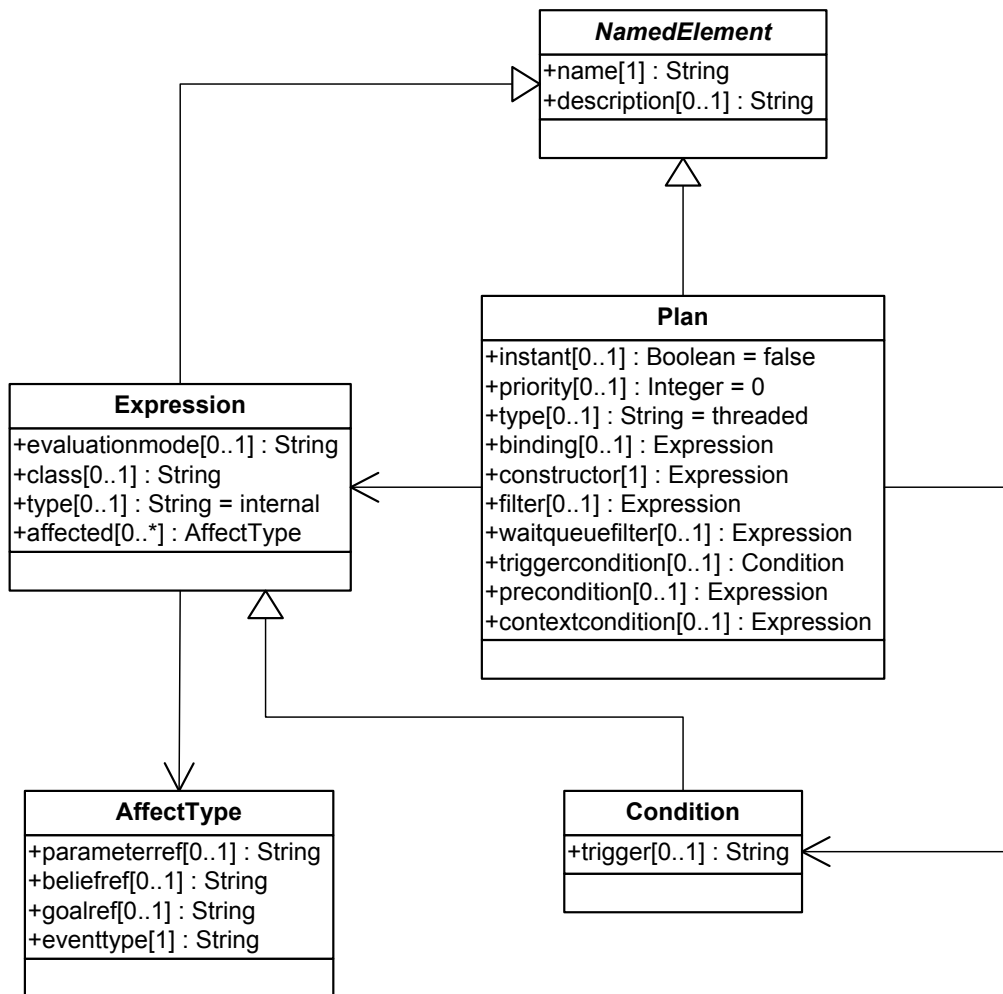 NamedElement
+name[1] : String
+description[0..1] : String
Plan
+instant[0..1] : Boolean = false
+priority[0..1] : Integer = 0
+type[0..1] : String = threaded
+binding[0..1] : Expression
+constructor[1] : Expression
+filter[0..1] : Expression
+waitqueuefilter[0..1] : Expression
+triggercondition[0..1] : Condition
+precondition[0..1] : Expression
+contextcondition[0..1] : Expression
Expression
+evaluationmode[0..1] : String
+class[0..1] : String
+type[0..1] : String = internal
+affected[0..*] : AffectType
AffectType
+parameterref[0..1] : String
+beliefref[0..1] : String
+goalref[0..1] : String
+eventtype[1] : String
Condition
+trigger[0..1] : String